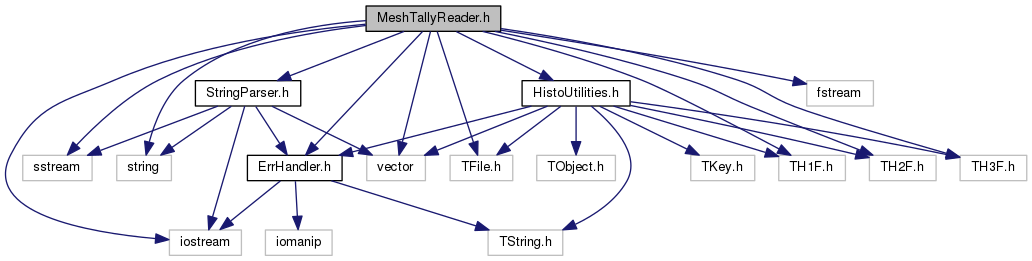 MeshTallyReader.h
StringParser.h
HistoUtilities.h
fstream
sstream
string
ErrHandler.h
vector
TFile.h
TObject.h
TKey.h
TH1F.h
TH2F.h
TH3F.h
iostream
iomanip
TString.h